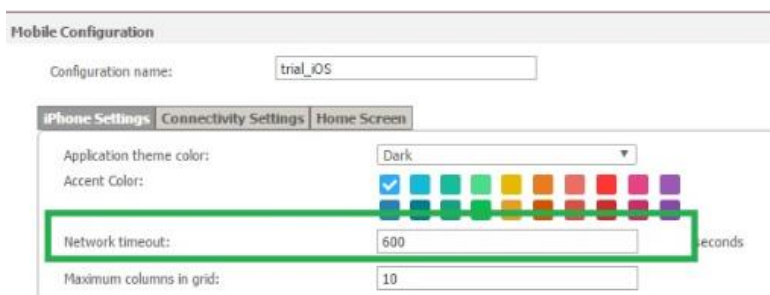 Mobile Configuration
Configuration name: trial_iOS
iPhone Settings Connectivity Settings Home Screen
Application theme color: Dark
Accent Color:
Network timeout: 600 seconds
Maximum columns in grid: 10